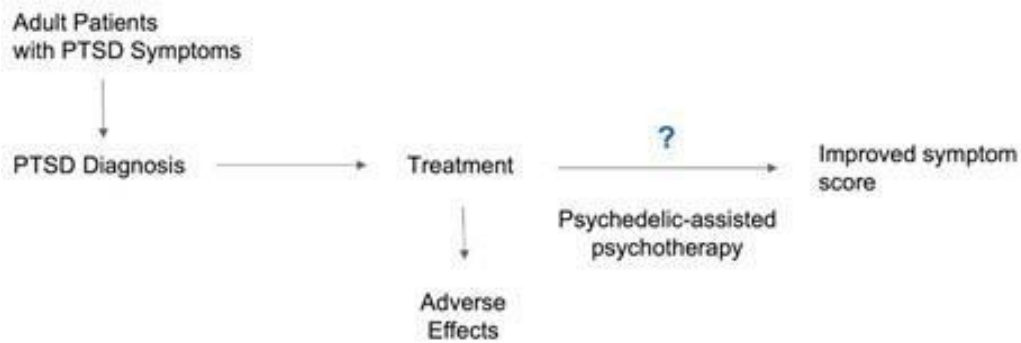 Adult Patients
with PTSD Symptoms
?
PTSD Diagnosis
Treatment
Improved symptom
score
Psychedelic-assisted
psychotherapy
Adverse
Effects